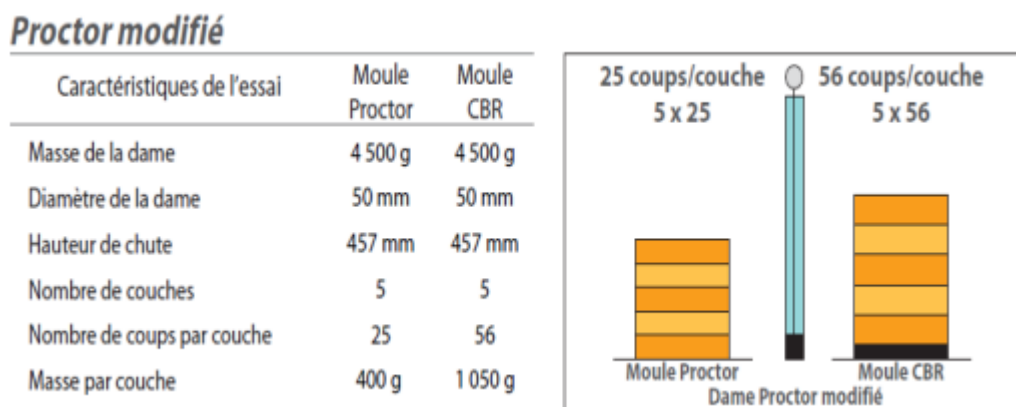 Proctor modifié
Caractéristiques de l'essai Moule Proctor Moule CBR
Masse de la dame 4 500 g 4 500 g
Diamètre de la dame 50 mm 50 mm
Hauteur de chute 457 mm 457 mm
Nombre de couches 5 5
Nombre de coups par couche 25 56
Masse par couche 400 g 1 050 g
25 coups/couche 56 coups/couche
5 x 25 5 x 56
Moule Proctor Moule CBR
Dame Proctor modifié